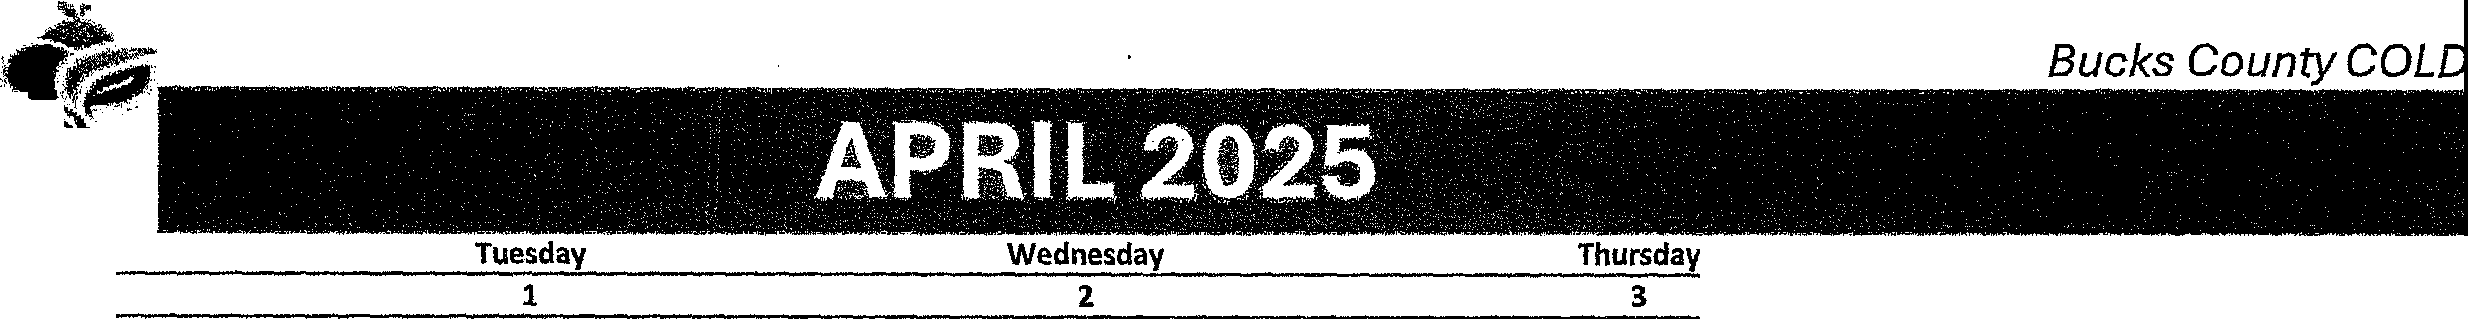 Bucks County COLD
APRIL 2025
Tuesday Wednesday Thursday
1 2 3